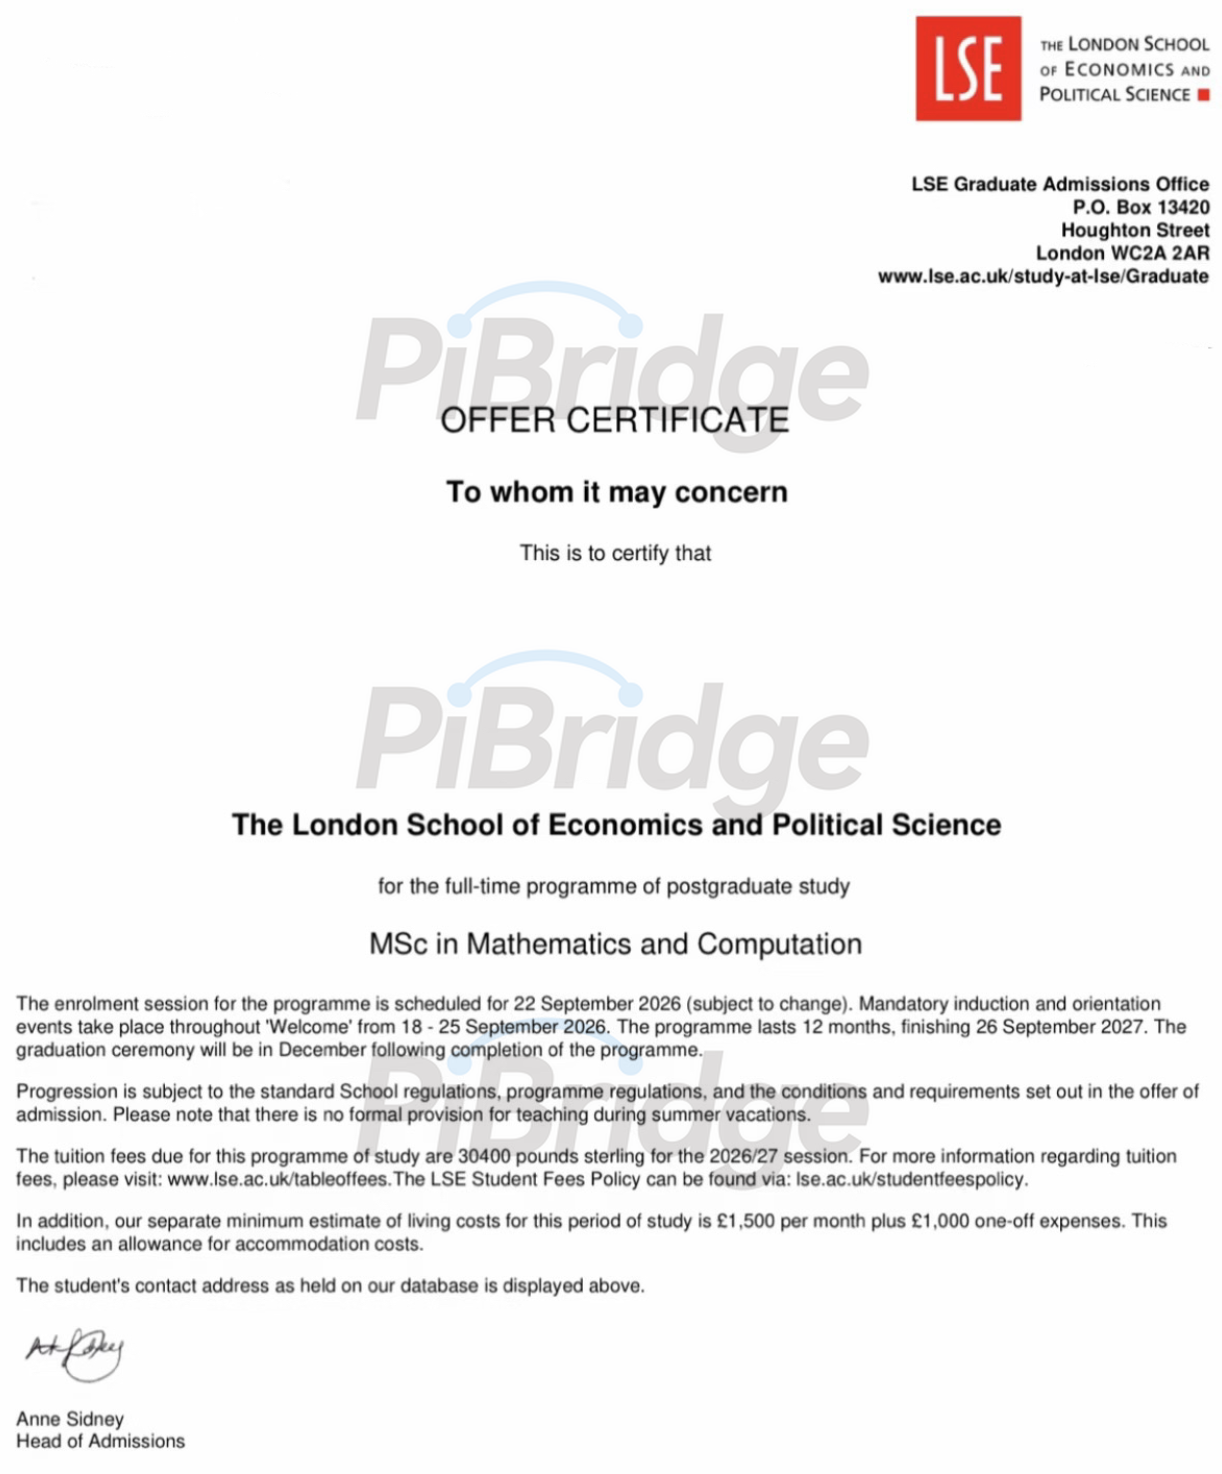 LSE
THE LONDON SCHOOL
OF ECONOMICS AND
POLITICAL SCIENCE
LSE Graduate Admissions Office
P.O. Box 13420
Houghton Street
London WC2A 2AR
www.lse.ac.uk/study-at-lse/Graduate
PiBridge
OFFER CERTIFICATE
To whom it may concern
This is to certify that
PiBridge
The London School of Economics and Political Science
for the full-time programme of postgraduate study
MSc in Mathematics and Computation
The enrolment session for the programme is scheduled for 22 September 2026 (subject to change). Mandatory induction and orientation
events take place throughout 'Welcome' from 18 - 25 September 2026. The programme lasts 12 months, finishing 26 September 2027. The
graduation ceremony will be in December following completion of the programme.
PiBridge
Progression is subject to the standard School regulations, programme regulations, and the conditions and requirements set out in the offer of
admission. Please note that there is no formal provision for teaching during summer vacations.
The tuition fees due for this programme of study are 30400 pounds sterling for the 2026/27 session. For more information regarding tuition
fees, please visit: www.lse.ac.uk/tableoffees.The LSE Student Fees Policy can be found via: lse.ac.uk/studentfeespolicy.
In addition, our separate minimum estimate of living costs for this period of study is £1,500 per month plus £1,000 one-off expenses. This
includes an allowance for accommodation costs.
The student's contact address as held on our database is displayed above.
Anne Sidney
Head of Admissions